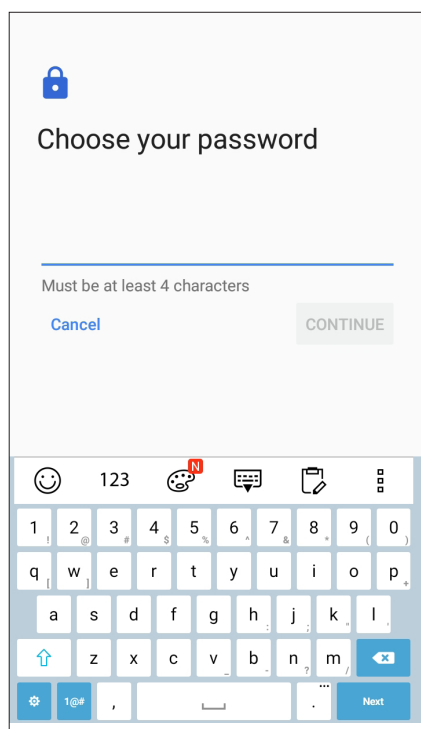 Choose your password
Must be at least 4 characters
Cancel CONTINUE
123 N
1 ! 2 @ 3 # 4 $ 5 % 6 ^ 7 & 8 * 9 ( 0 )
q [ w ] e r t y u i o p +
a s d f g h : j ; k " l '
z x c v _ b - n ? m /
1@# , . ... Next